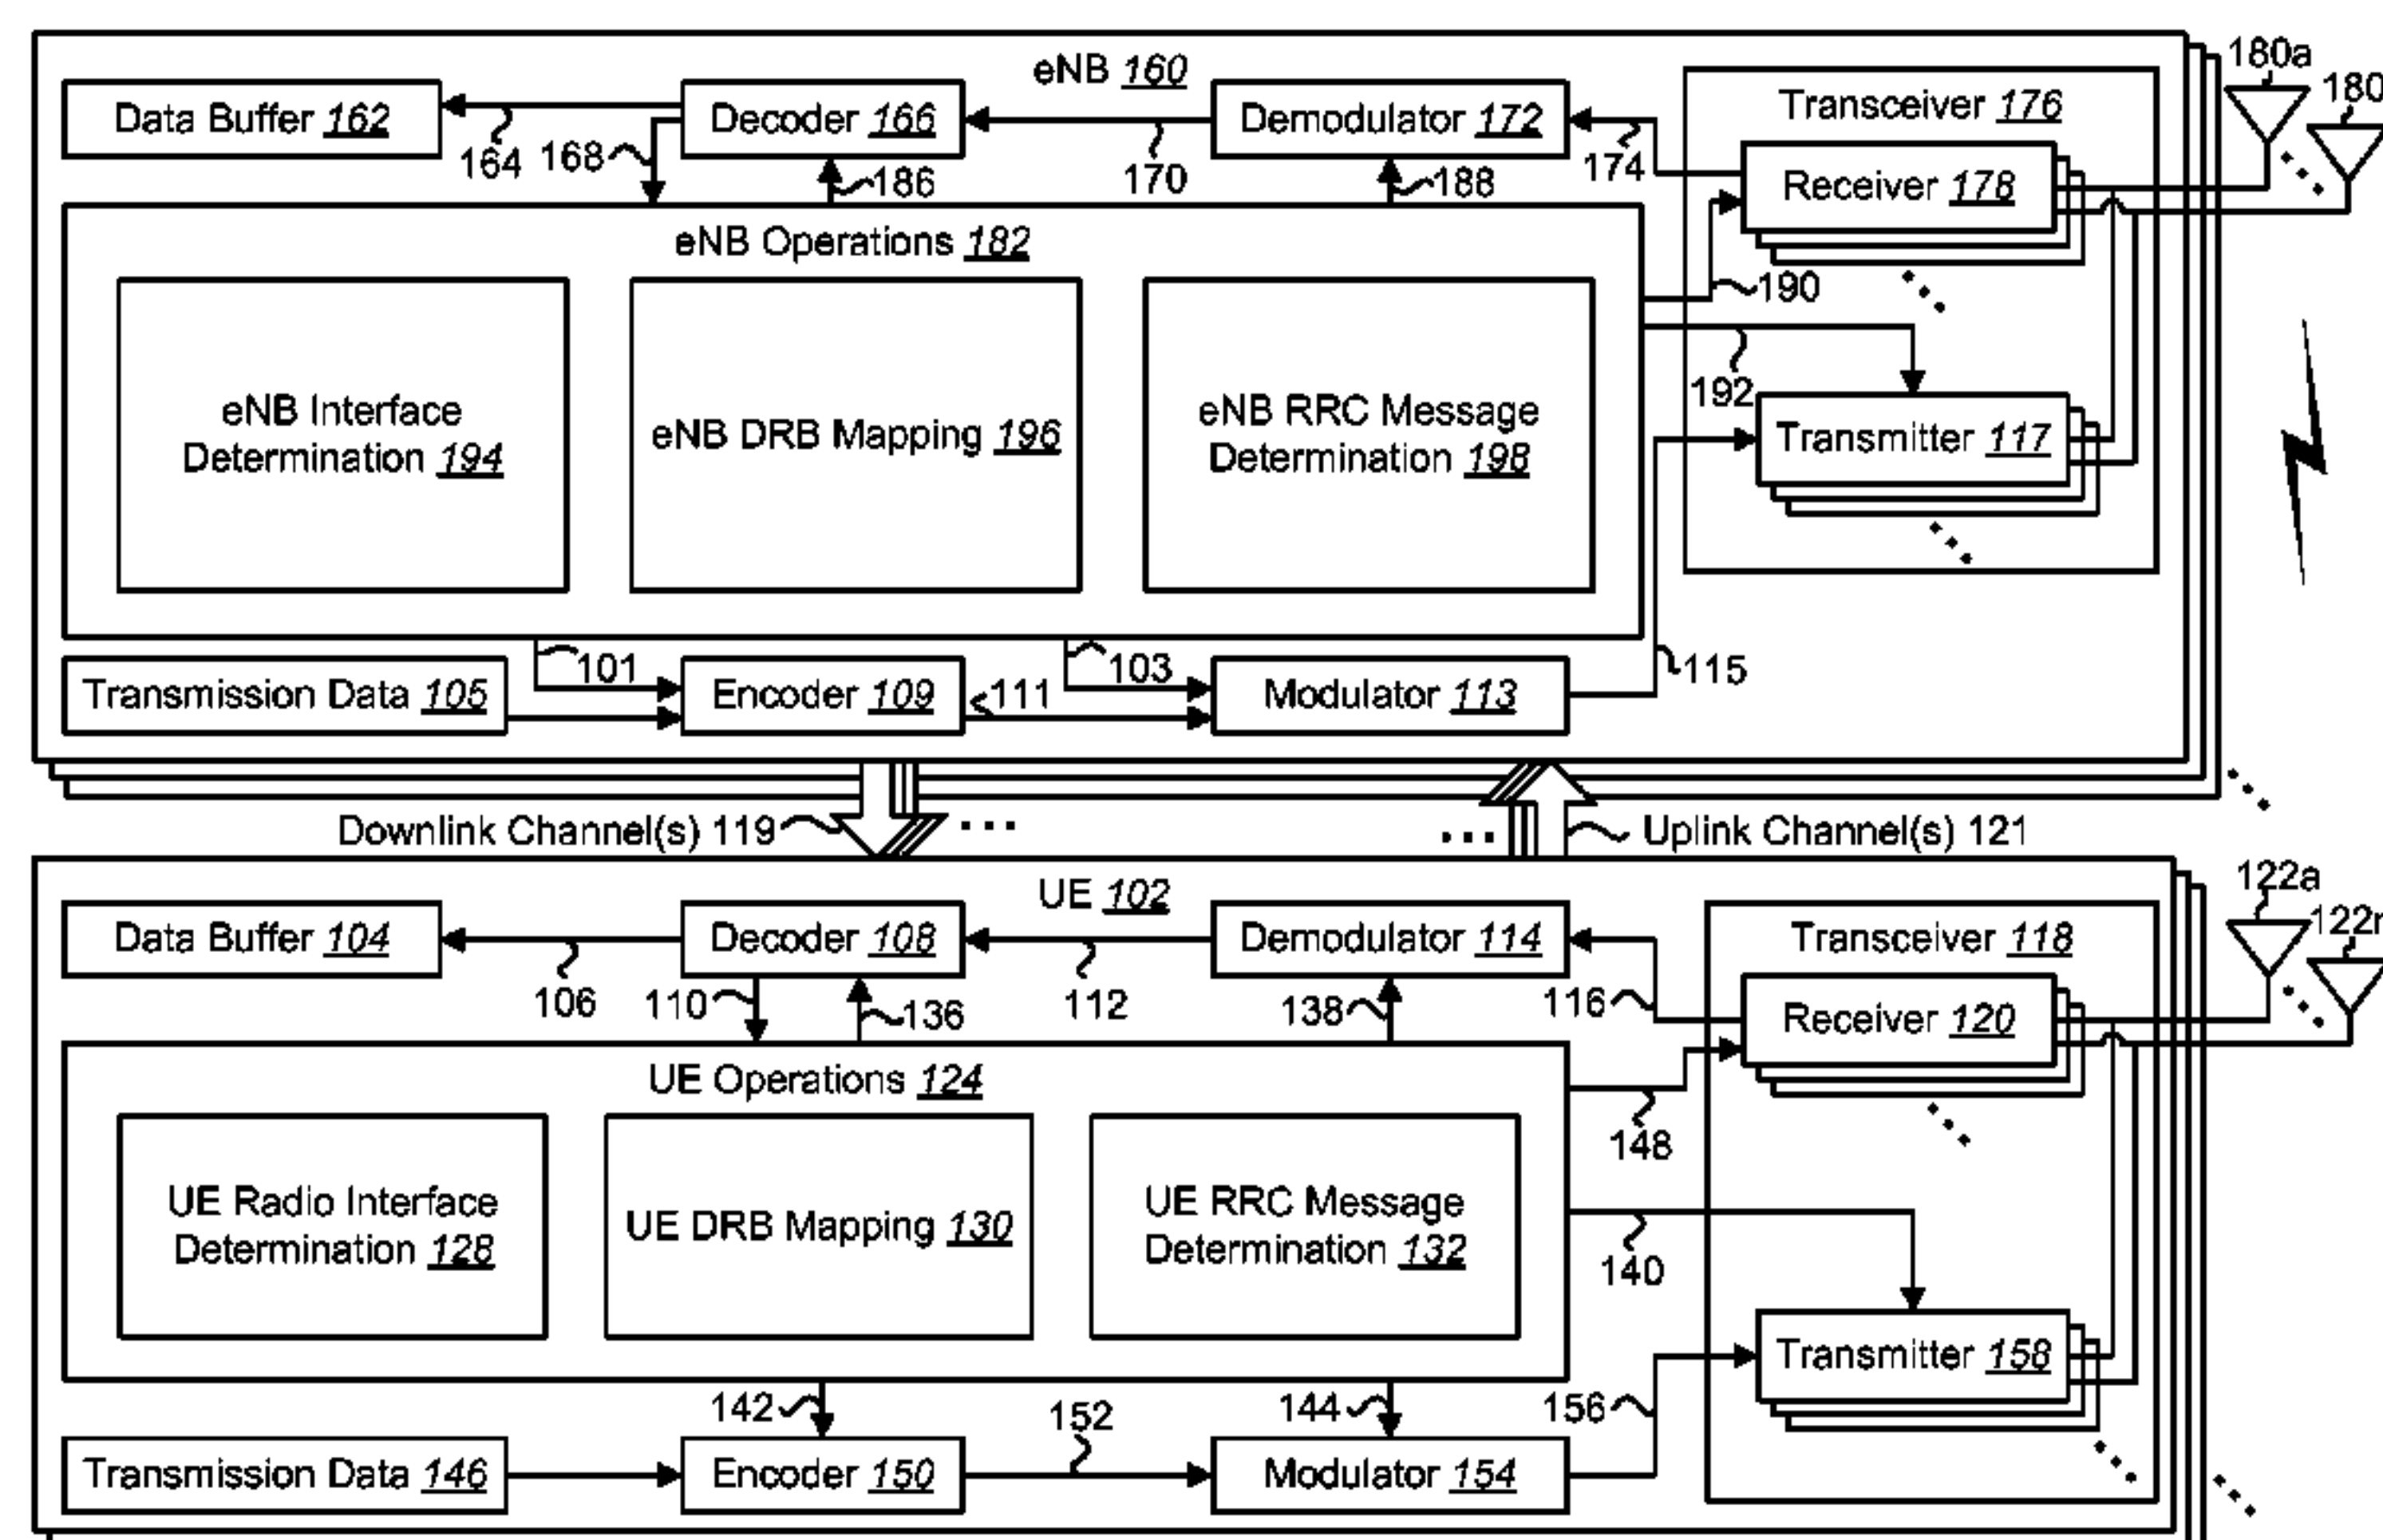 eNB 160
180a
180
Data Buffer 162
Decoder 166
Demodulator 172
Transceiver 176
164
168
186
170
188
174
Receiver 178
eNB Operations 182
190
192
eNB Interface
Determination 194
eNB DRB Mapping 196
eNB RRC Message
Determination 198
Transmitter 117
101
103
115
Transmission Data 105
Encoder 109
111
Modulator 113
Downlink Channel(s) 119
Uplink Channel(s) 121
UE 102
122a
122n
Data Buffer 104
Decoder 108
Demodulator 114
Transceiver 118
106
110
136
112
138
116
Receiver 120
UE Operations 124
148
UE Radio Interface
Determination 128
UE DRB Mapping 130
UE RRC Message
Determination 132
140
142
152
144
156
Transmitter 158
Transmission Data 146
Encoder 150
Modulator 154